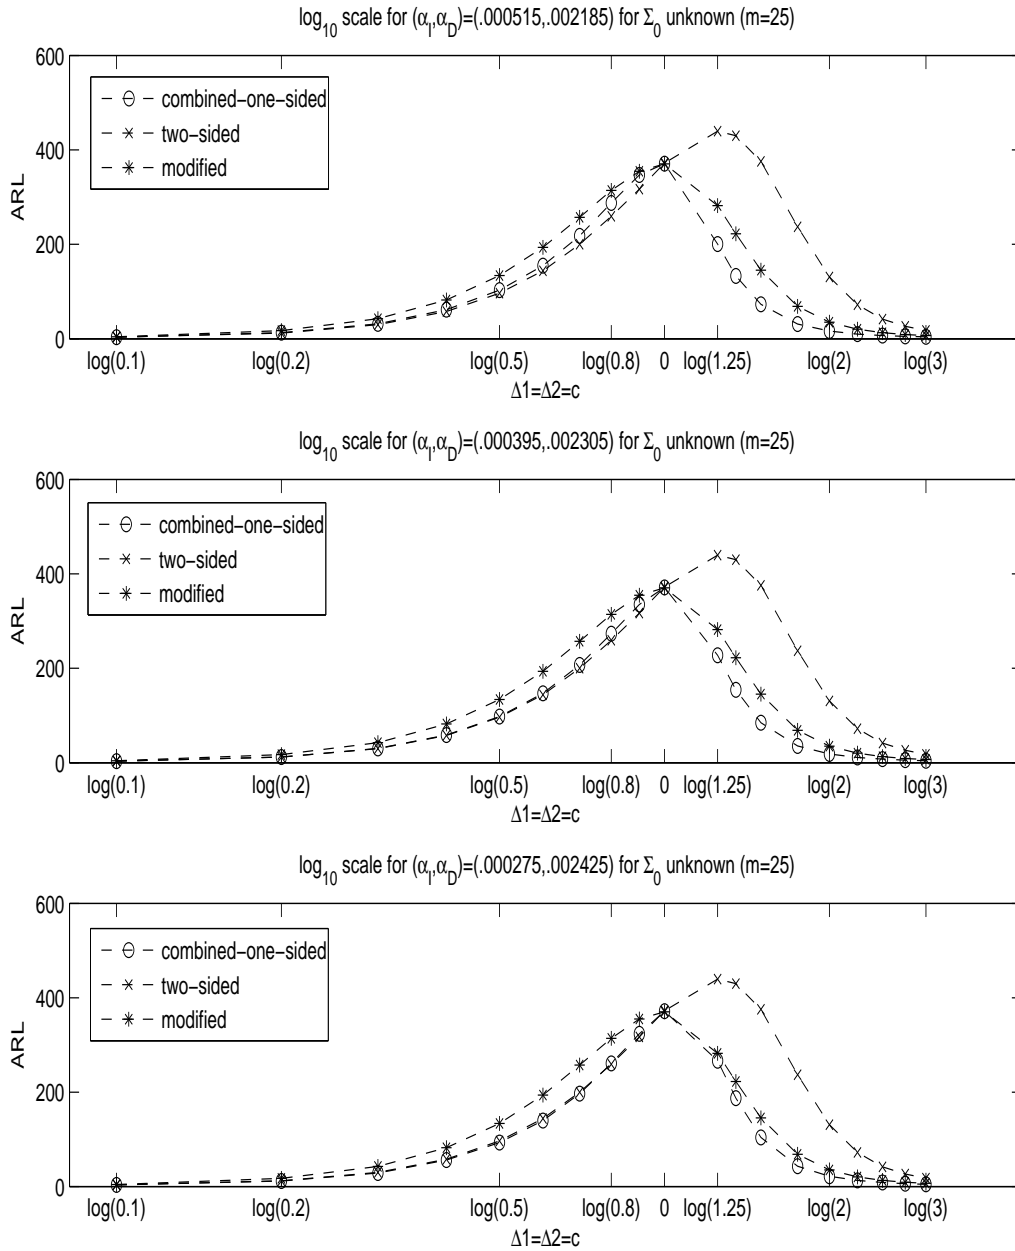 log10 scale for (αI,αD)=(.000515,.002185) for Σ0 unknown (m=25)
600
400
200
0
ARL
combined−one−sided
two−sided
modified
log(0.1) log(0.2) log(0.5) log(0.8) 0 log(1.25) log(2) log(3)
Δ1=Δ2=c
log10 scale for (αI,αD)=(.000395,.002305) for Σ0 unknown (m=25)
600
400
200
0
ARL
combined−one−sided
two−sided
modified
log(0.1) log(0.2) log(0.5) log(0.8) 0 log(1.25) log(2) log(3)
Δ1=Δ2=c
log10 scale for (αI,αD)=(.000275,.002425) for Σ0 unknown (m=25)
600
400
200
0
ARL
combined−one−sided
two−sided
modified
log(0.1) log(0.2) log(0.5) log(0.8) 0 log(1.25) log(2) log(3)
Δ1=Δ2=c